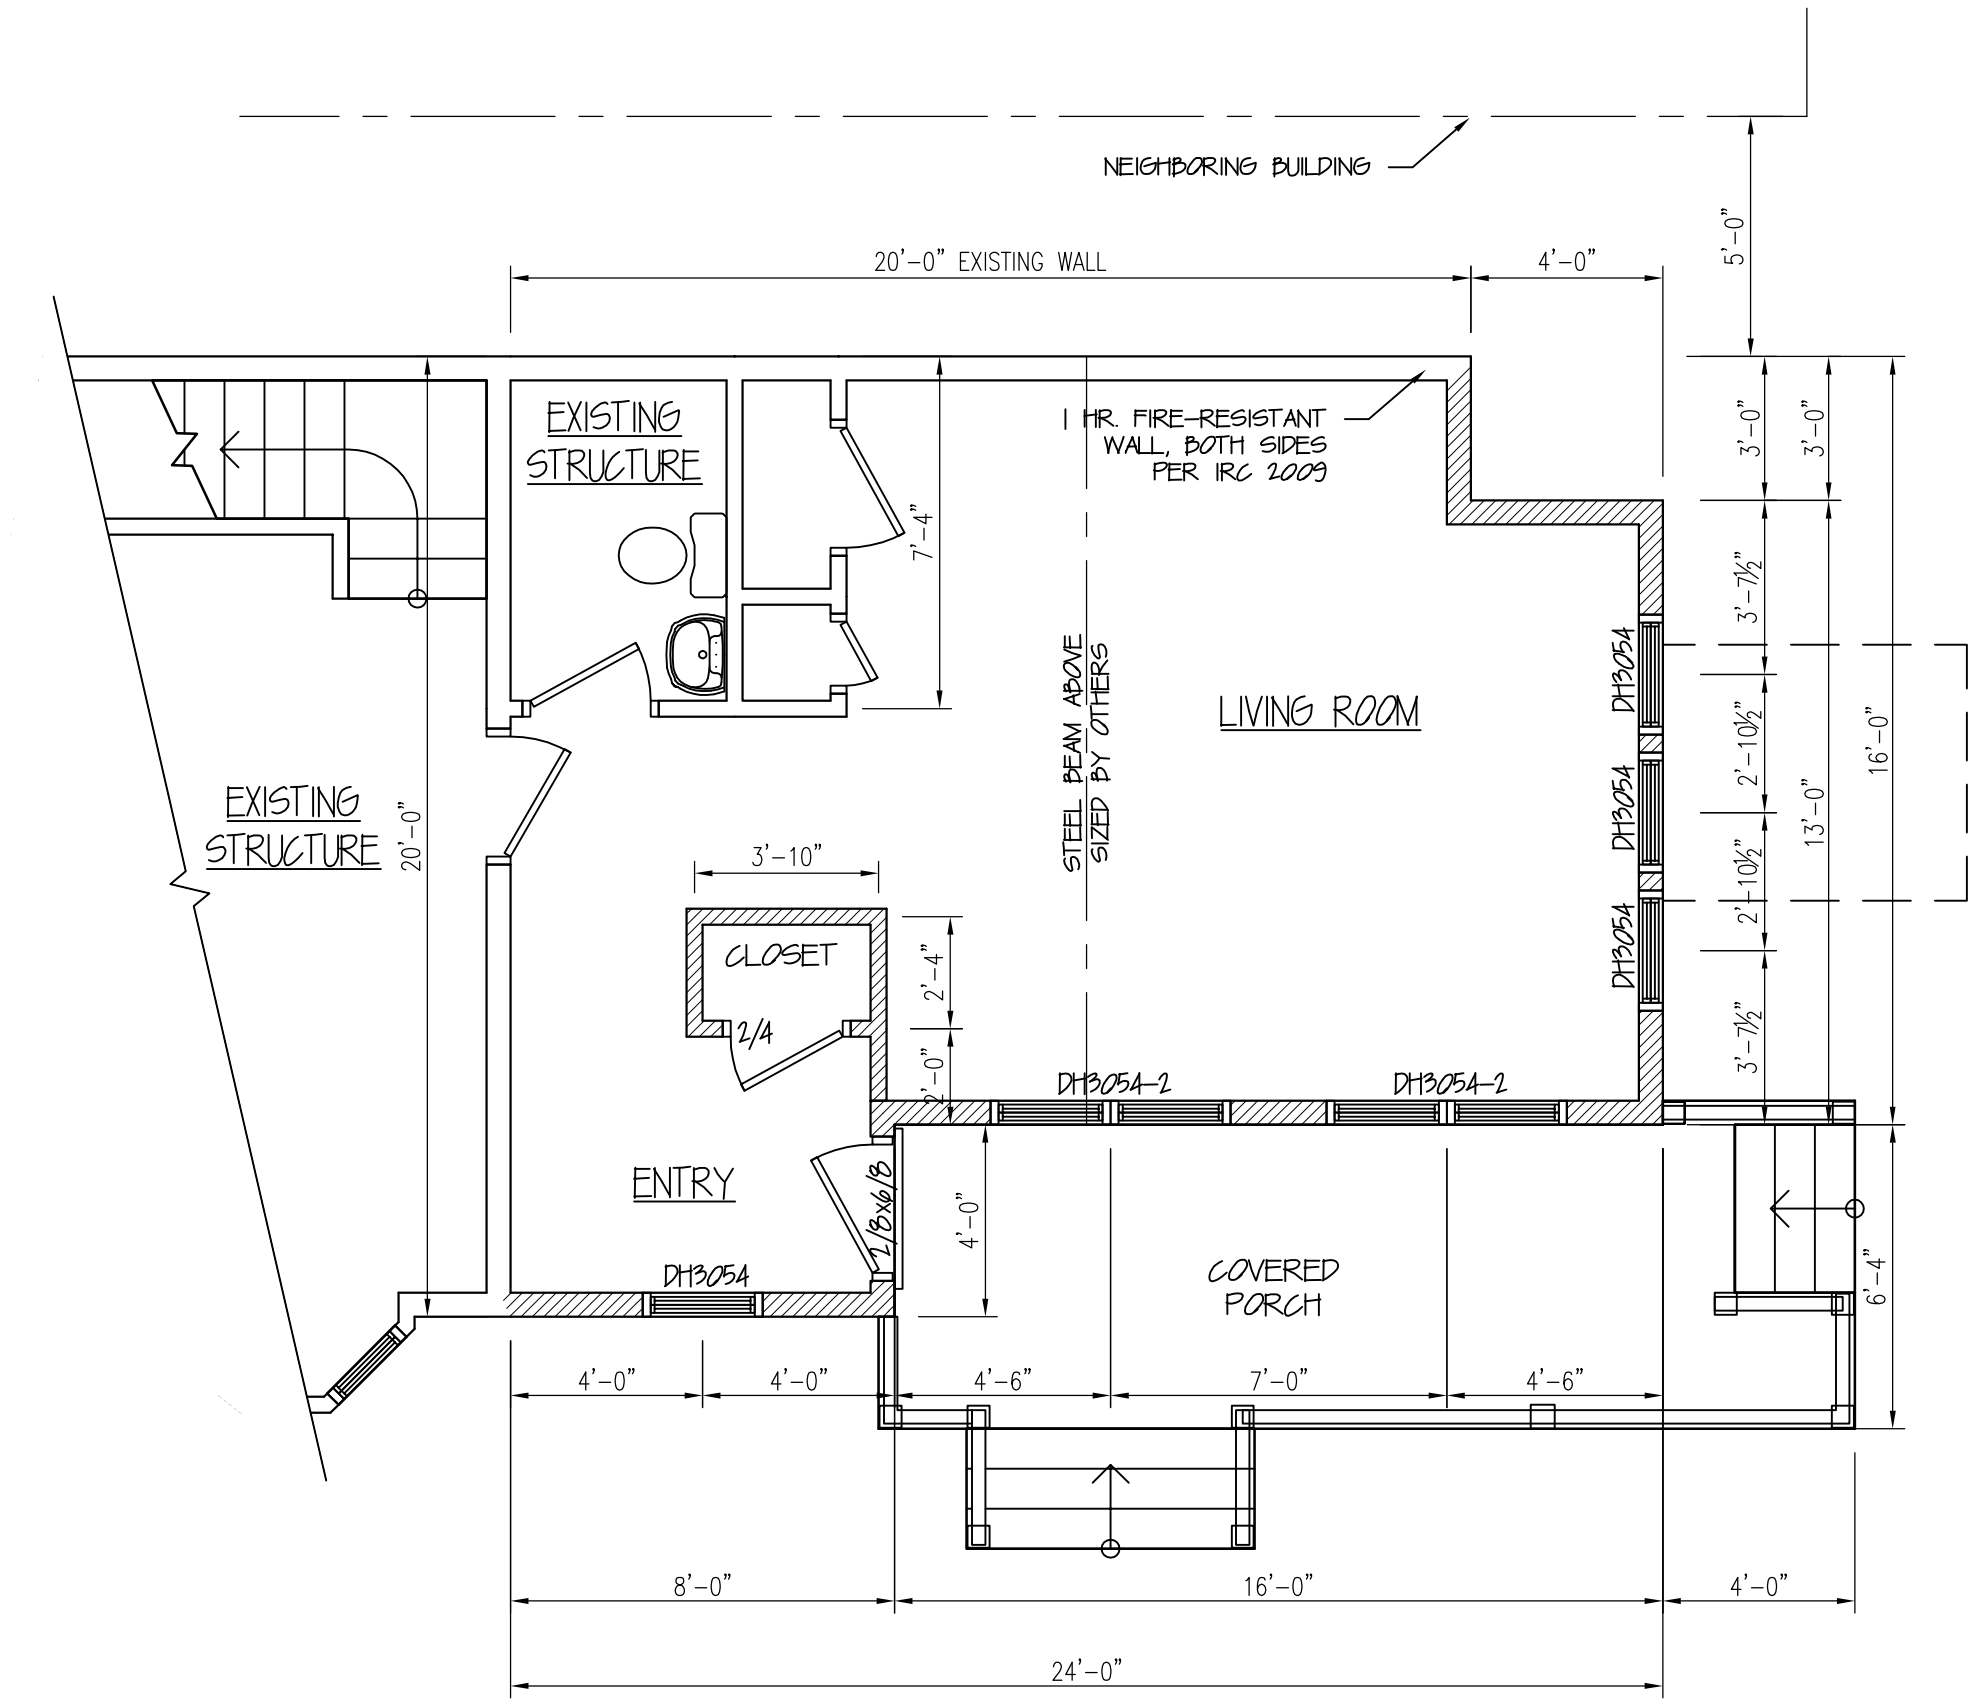 NEIGHBORING BUILDING
5'-0"
20'-0" EXISTING WALL
4'-0"
EXISTING
STRUCTURE
1 HR. FIRE-RESISTANT
WALL, BOTH SIDES
PER IRC 2009
3'-0"
3'-0"
7'-4"
3'-7½"
DH3054
STEEL BEAM ABOVE
SIZED BY OTHERS
LIVING ROOM
2'-10½"
16'-0"
EXISTING
STRUCTURE
20'-0"
DH3054
13'-0"
3'-10"
2'-10½"
CLOSET
2'-4"
DH3054
2/4
3'-7½"
2'-0"
DH3054-2
DH3054-2
ENTRY
2/8x6/8
4'-0"
DH3054
COVERED
PORCH
6'-4"
4'-0"
4'-0"
4'-6"
7'-0"
4'-6"
8'-0"
16'-0"
4'-0"
24'-0"